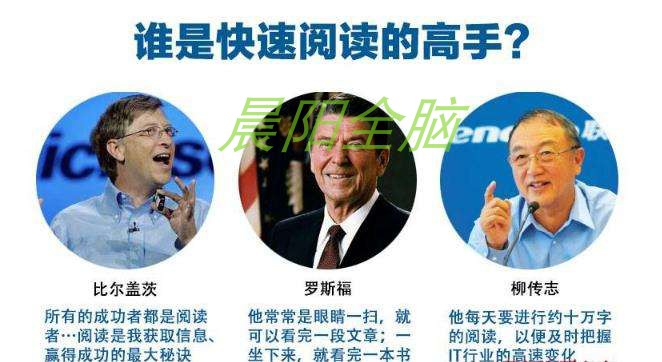 谁是快速阅读的高手?
晨阳全脑
icroso
enovo
联
比尔盖茨
罗斯福
柳传志
所有的成功者都是阅读
者…阅读是我获取信息、
赢得成功的最大秘诀
他常常是眼睛一扫,就
可以看完一段文章;一
坐下来,就看完一本书
他每天要进行约十万字
的阅读,以便及时把握
IT行业的高速变化